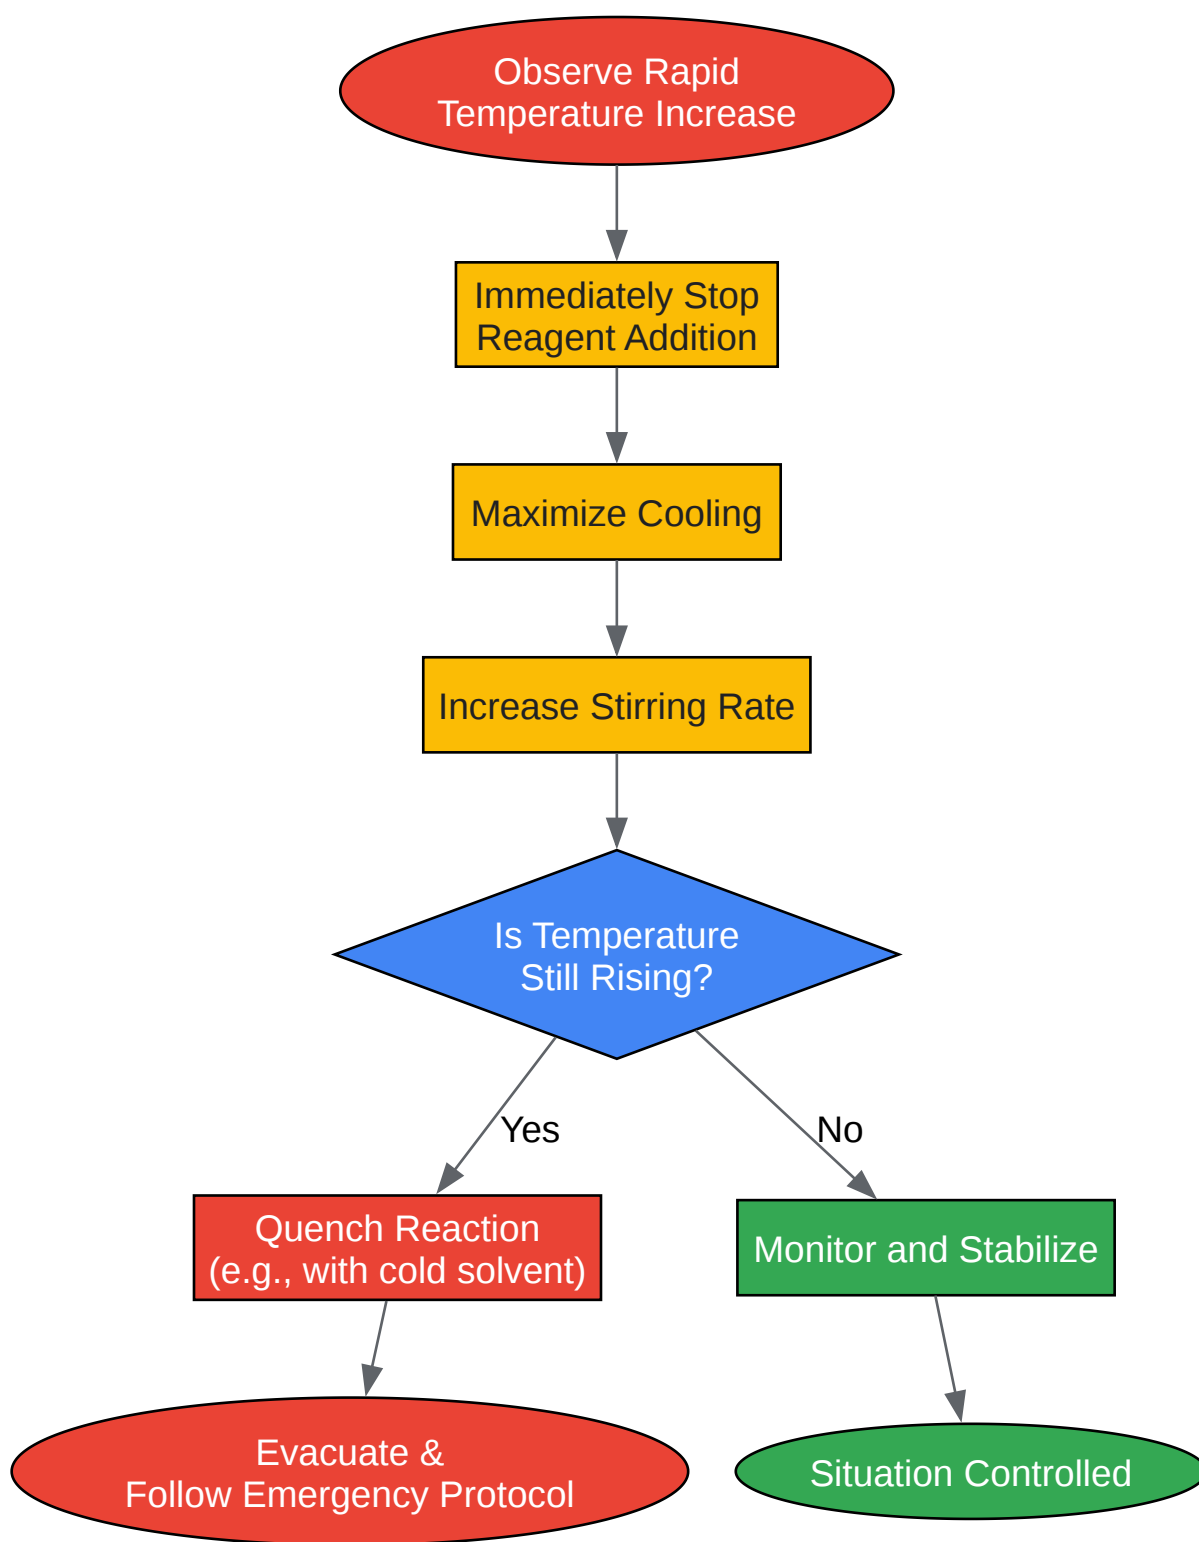 Observe Rapid
Temperature Increase
Immediately Stop
Reagent Addition
Maximize Cooling
Increase Stirring Rate
Is Temperature
Still Rising?
Yes
No
Quench Reaction
(e.g., with cold solvent)
Monitor and Stabilize
Evacuate &
Follow Emergency Protocol
Situation Controlled